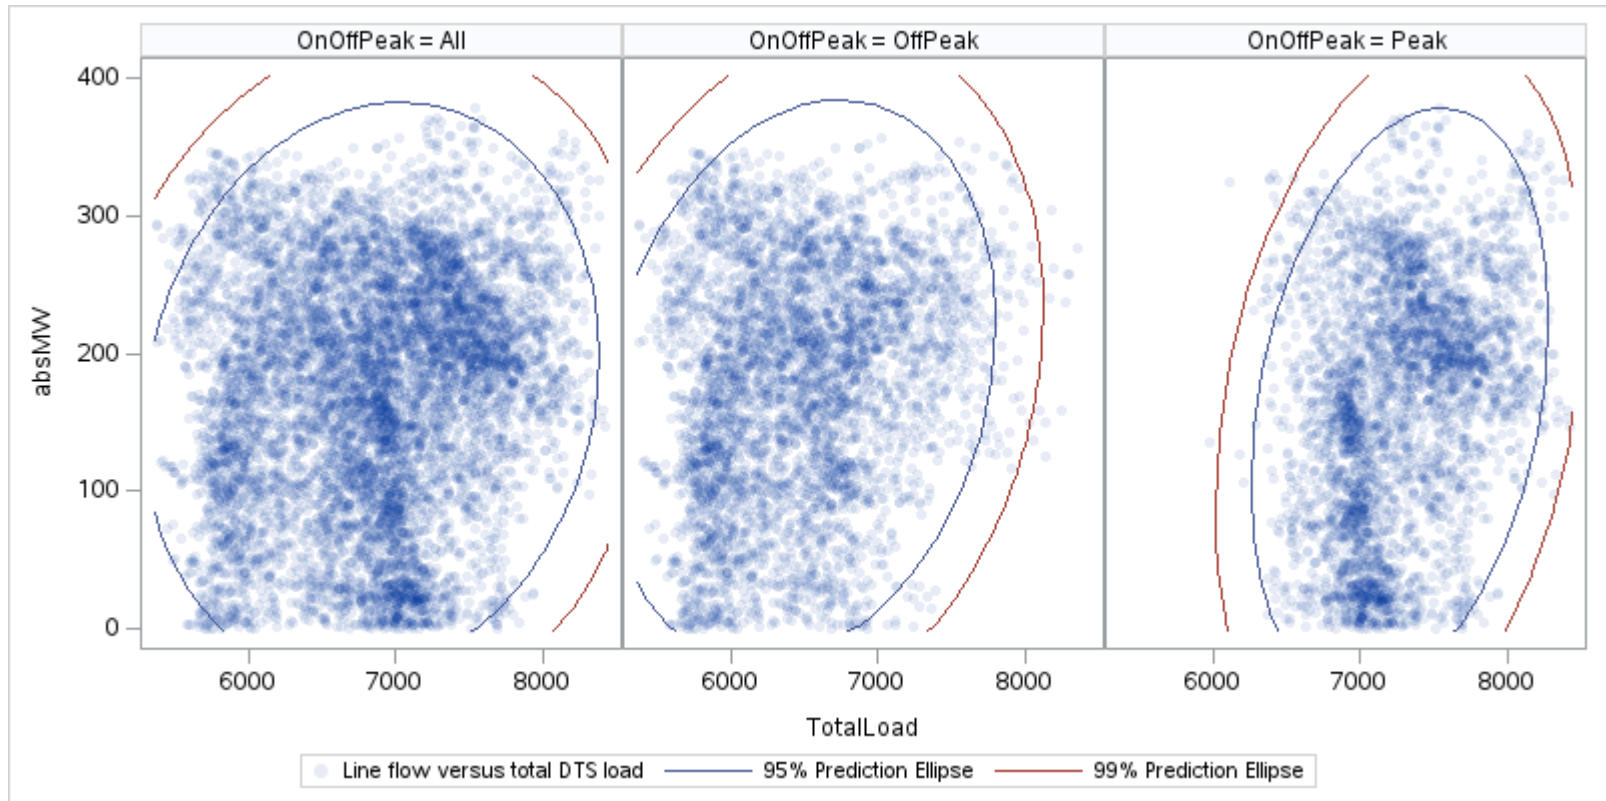 OnOffPeak = All
OnOffPeak = OffPeak
OnOffPeak = Peak
400
300
200
100
0
absMW
6000 7000 8000
6000 7000 8000
6000 7000 8000
TotalLoad
Line flow versus total DTS load
95% Prediction Ellipse
99% Prediction Ellipse